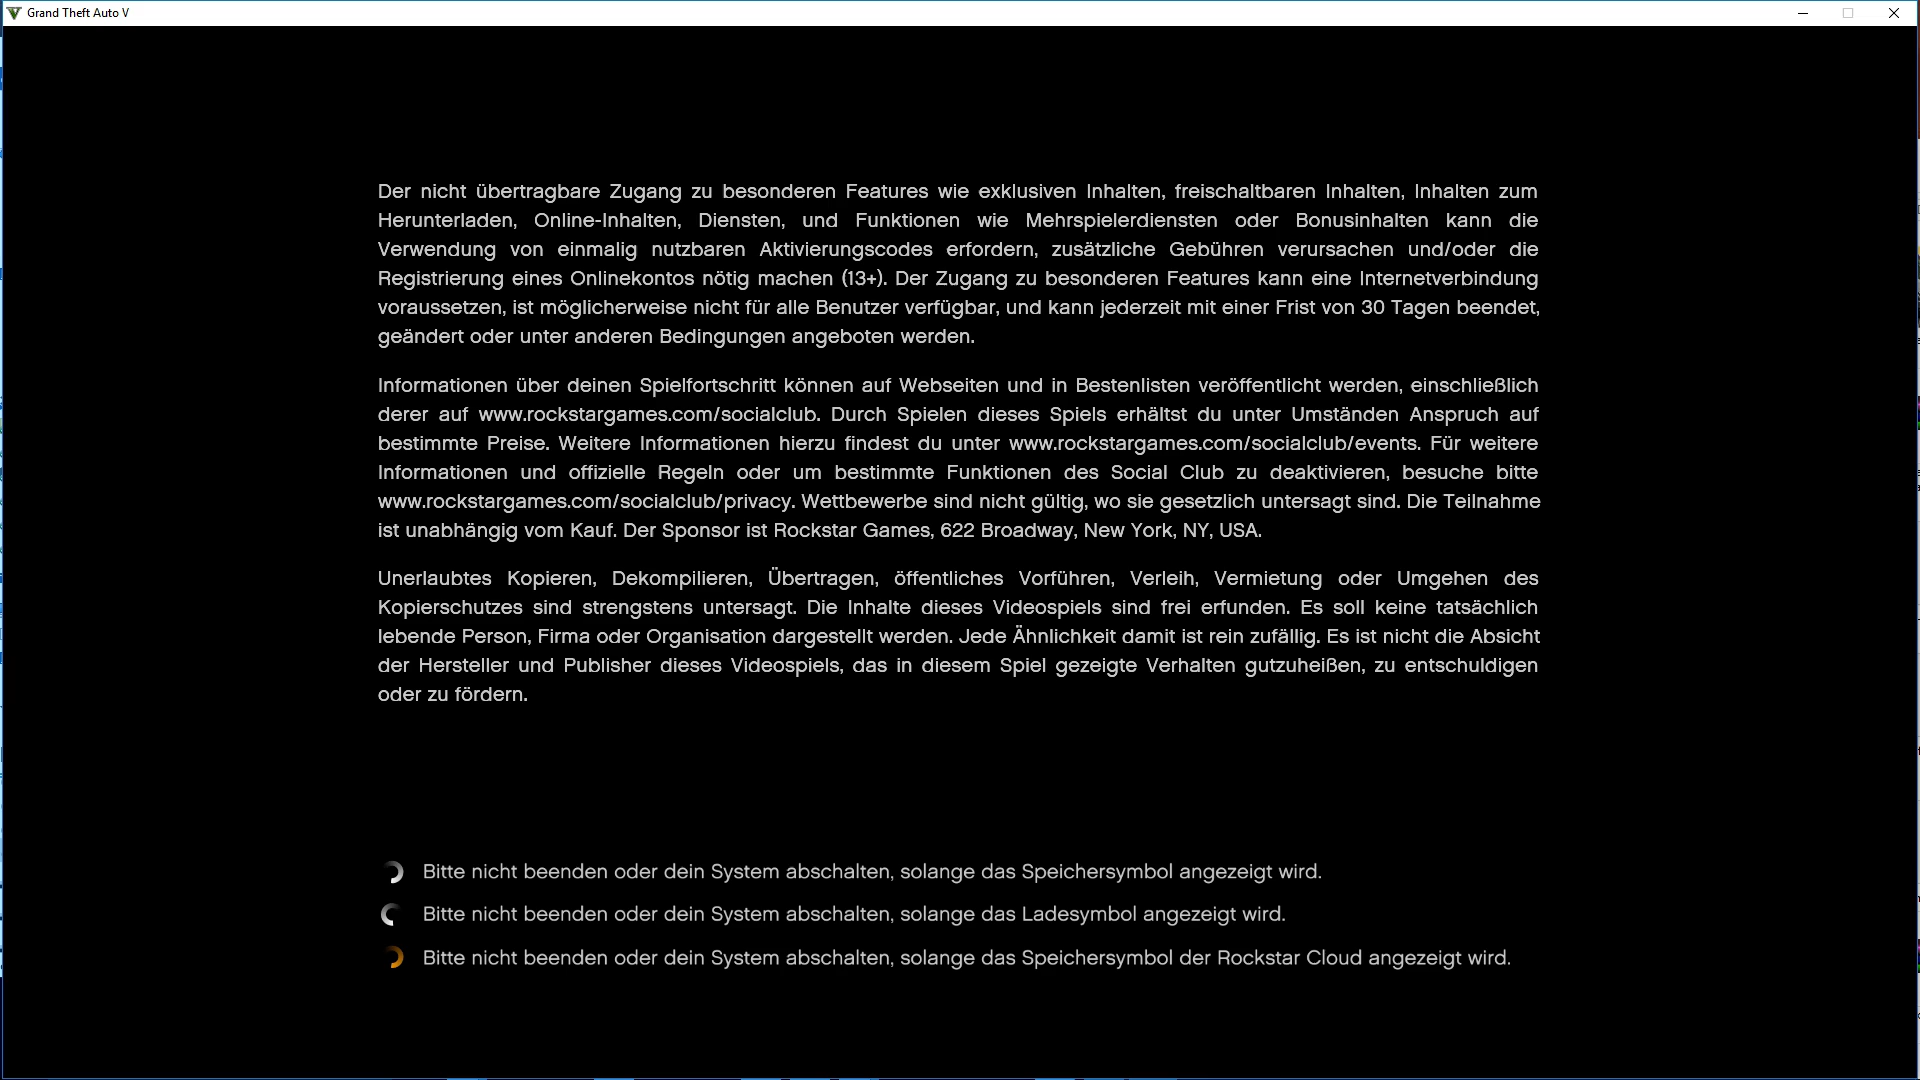 Grand Theft Auto V
Der nicht übertragbare Zugang zu besonderen Features wie exklusiven Inhalten, freischaltbaren Inhalten, Inhalten zum
Herunterladen, Online-Inhalten, Diensten, und Funktionen wie Mehrspielerdiensten oder Bonusinhalten kann die
Verwendung von einmalig nutzbaren Aktivierungscodes erfordern, zusätzliche Gebühren verursachen und/oder die
Registrierung eines Onlinekontos nötig machen (13+). Der Zugang zu besonderen Features kann eine Internetverbindung
voraussetzen, ist möglicherweise nicht für alle Benutzer verfügbar, und kann jederzeit mit einer Frist von 30 Tagen beendet,
geändert oder unter anderen Bedingungen angeboten werden.
Informationen über deinen Spielfortschritt können auf Webseiten und in Bestenlisten veröffentlicht werden, einschließlich
derer auf www.rockstargames.com/socialclub. Durch Spielen dieses Spiels erhältst du unter Umständen Anspruch auf
bestimmte Preise. Weitere Informationen hierzu findest du unter www.rockstargames.com/socialclub/events. Für weitere
Informationen und offizielle Regeln oder um bestimmte Funktionen des Social Club zu deaktivieren, besuche bitte
www.rockstargames.com/socialclub/privacy. Wettbewerbe sind nicht gültig, wo sie gesetzlich untersagt sind. Die Teilnahme
ist unabhängig vom Kauf. Der Sponsor ist Rockstar Games, 622 Broadway, New York, NY, USA.
Unerlaubtes Kopieren, Dekompilieren, Übertragen, öffentliches Vorführen, Verleih, Vermietung oder Umgehen des
Kopierschutzes sind strengstens untersagt. Die Inhalte dieses Videospiels sind frei erfunden. Es soll keine tatsächlich
lebende Person, Firma oder Organisation dargestellt werden. Jede Ähnlichkeit damit ist rein zufällig. Es ist nicht die Absicht
der Hersteller und Publisher dieses Videospiels, das in diesem Spiel gezeigte Verhalten gutzuheißen, zu entschuldigen
oder zu fördern.
Bitte nicht beenden oder dein System abschalten, solange das Speichersymbol angezeigt wird.
Bitte nicht beenden oder dein System abschalten, solange das Ladesymbol angezeigt wird.
Bitte nicht beenden oder dein System abschalten, solange das Speichersymbol der Rockstar Cloud angezeigt wird.